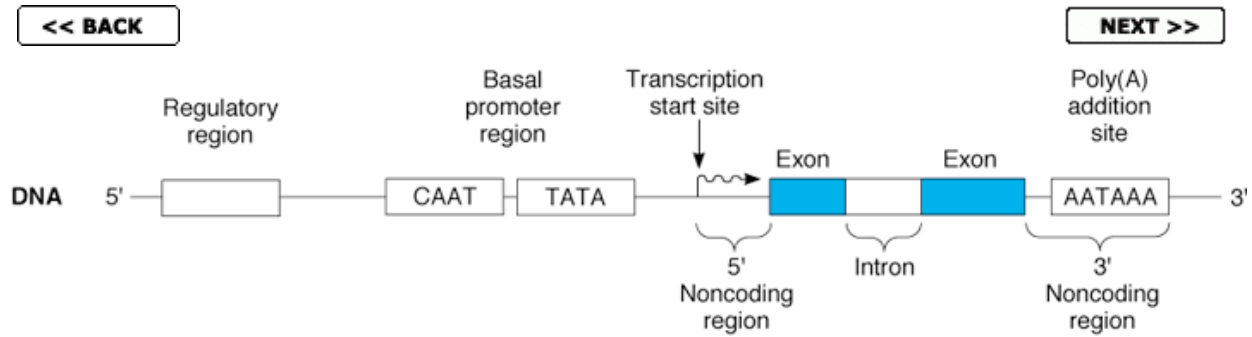 << BACK
NEXT >>
Regulatory
region
Basal
promoter
region
Transcription
start site
Poly(A)
addition
site
Exon
Exon
DNA
5'
CAAT
TATA
AATAAA
3'
5'
Noncoding
region
Intron
3'
Noncoding
region